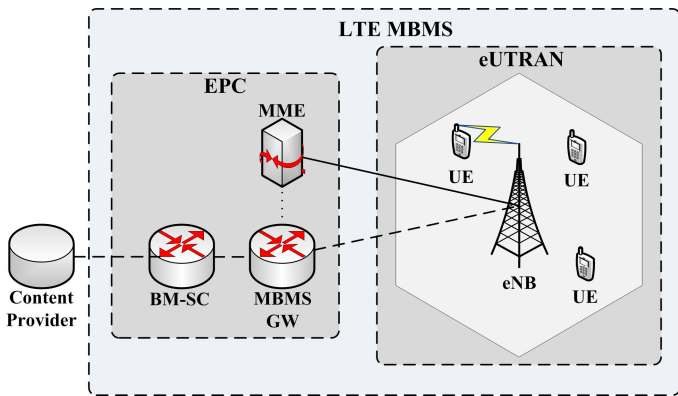 LTE MBMS
eUTRAN
EPC
MME
UE
UE
Content
Provider
BM-SC
MBMS
GW
eNB
UE